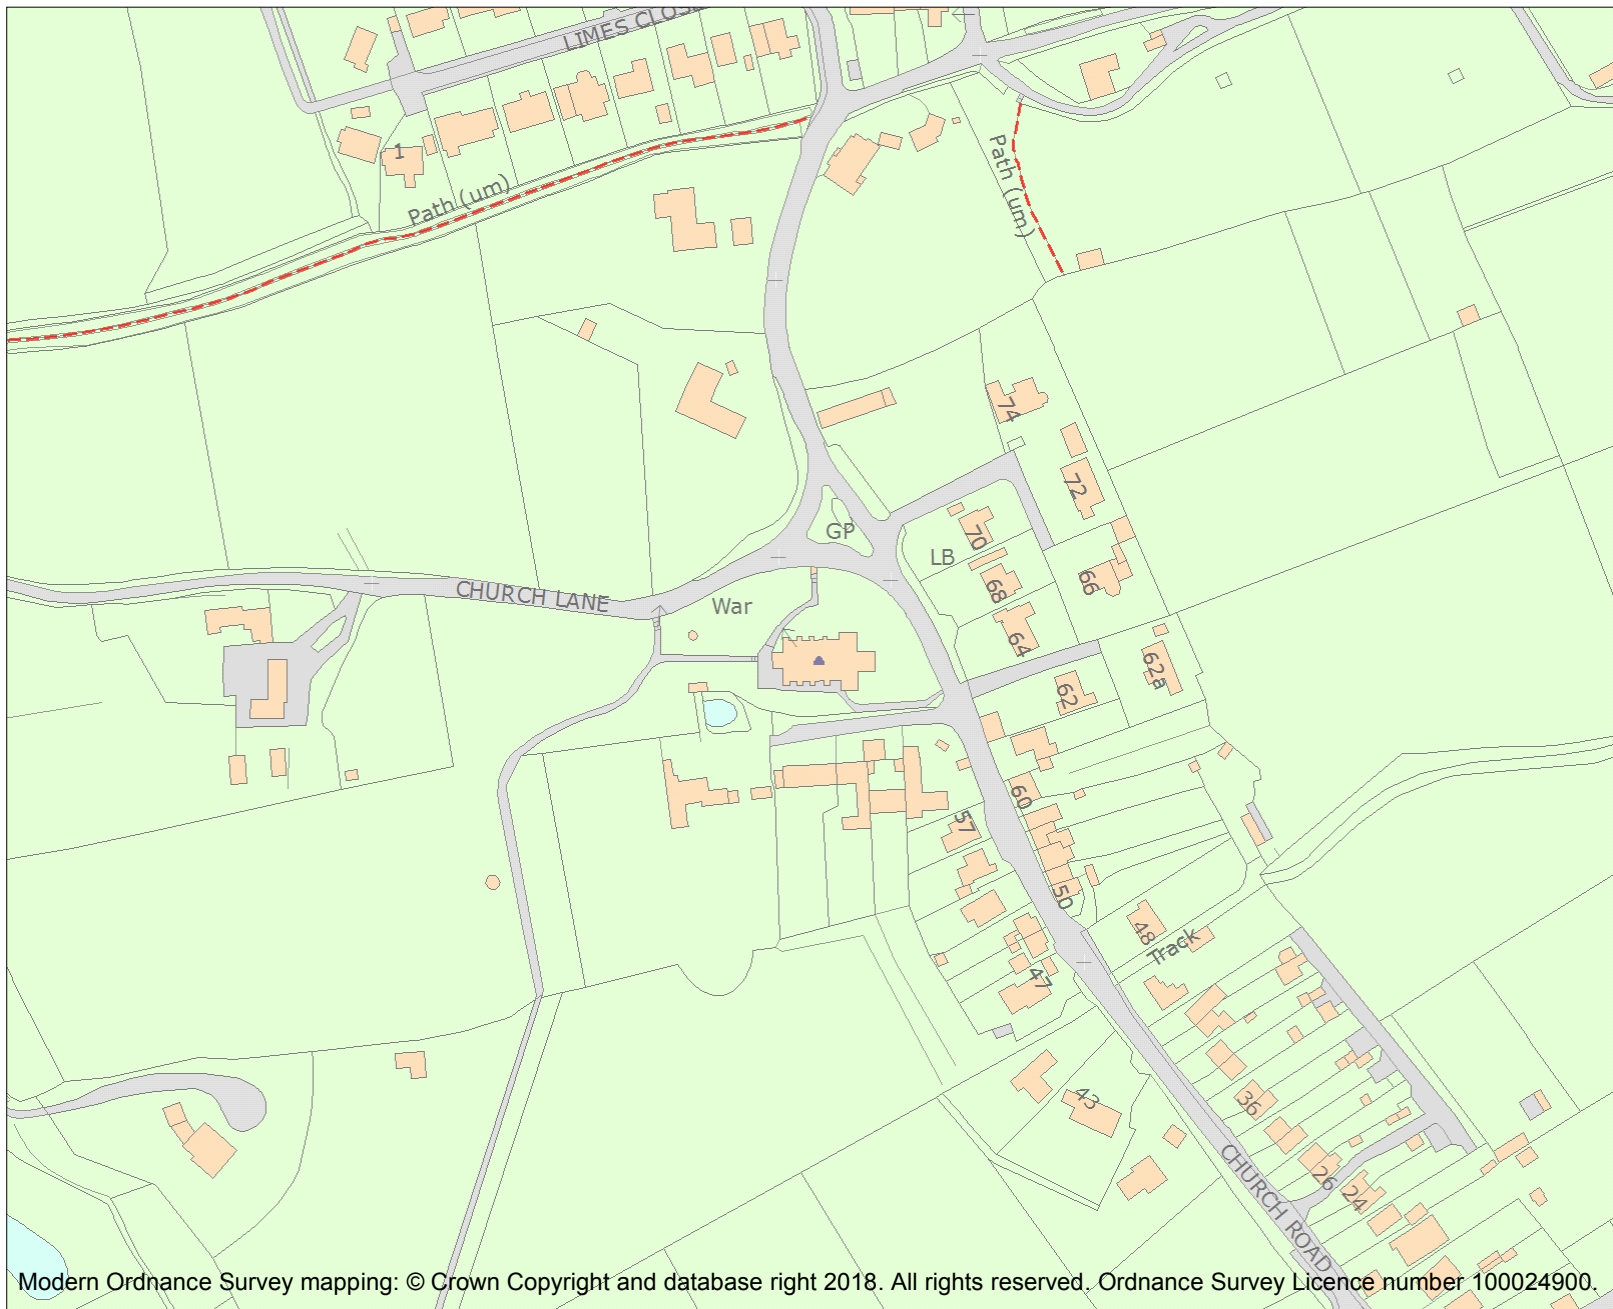 LIMES CLOSE
1
Path (um)
Path (um)
74
72
GP
70
LB
66
68
CHURCH LANE
War
64
62a
62
60
57
50
48
Track
47
43
36
CHURCH ROAD
26
24
Modern Ordnance Survey mapping: © Crown Copyright and database right 2018. All rights reserved. Ordnance Survey Licence number 100024900.